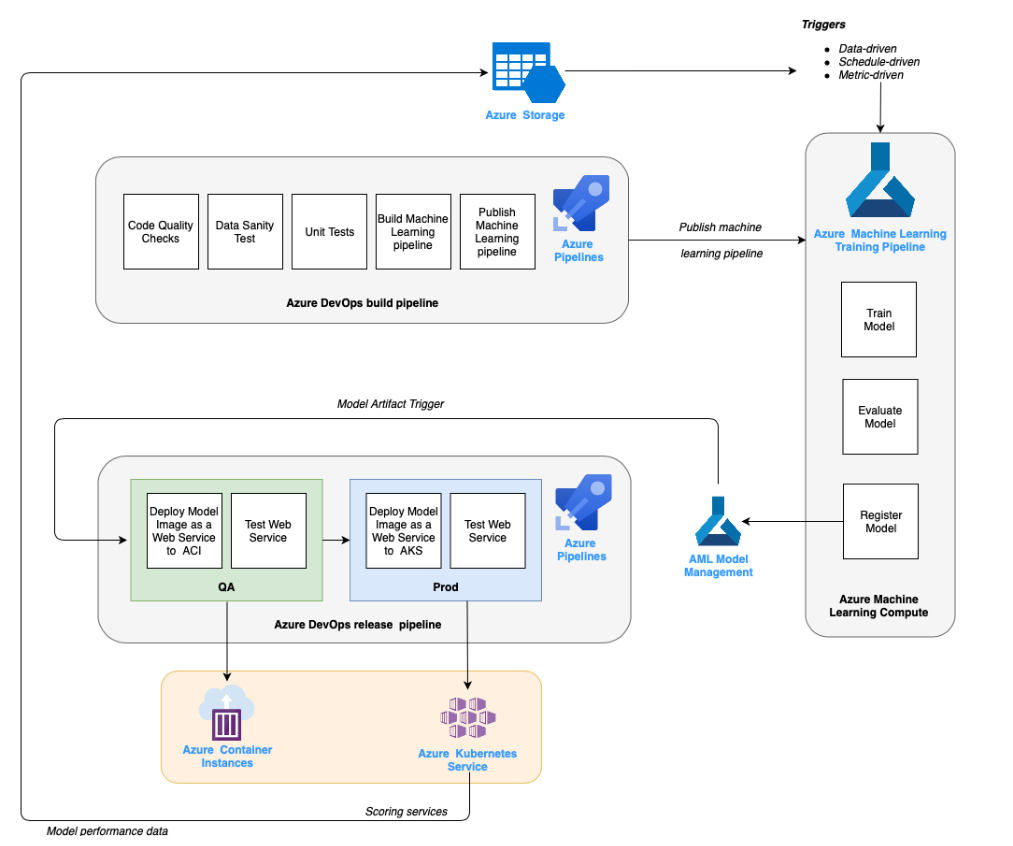 Triggers
Data-driven
Schedule-driven
Metric-driven
Azure Storage
Code Quality
Checks
Data Sanity
Test
Unit Tests
Build Machine
Learning
pipeline
Publish
Machine
Learning
pipeline
Azure
Pipelines
Azure DevOps build pipeline
Publish machine
learning pipeline
Azure Machine Learning
Training Pipeline
Train
Model
Evaluate
Model
Register
Model
Azure Machine
Learning Compute
Model Artifact Trigger
Deploy Model
Image as a
Web Service
to ACI
Test Web
Service
QA
Deploy Model
Image as a
Web Service
to AKS
Test Web
Service
Prod
Azure
Pipelines
AML Model
Management
Azure DevOps release pipeline
Azure Container
Instances
Azure Kubernetes
Service
Scoring services
Model performance data